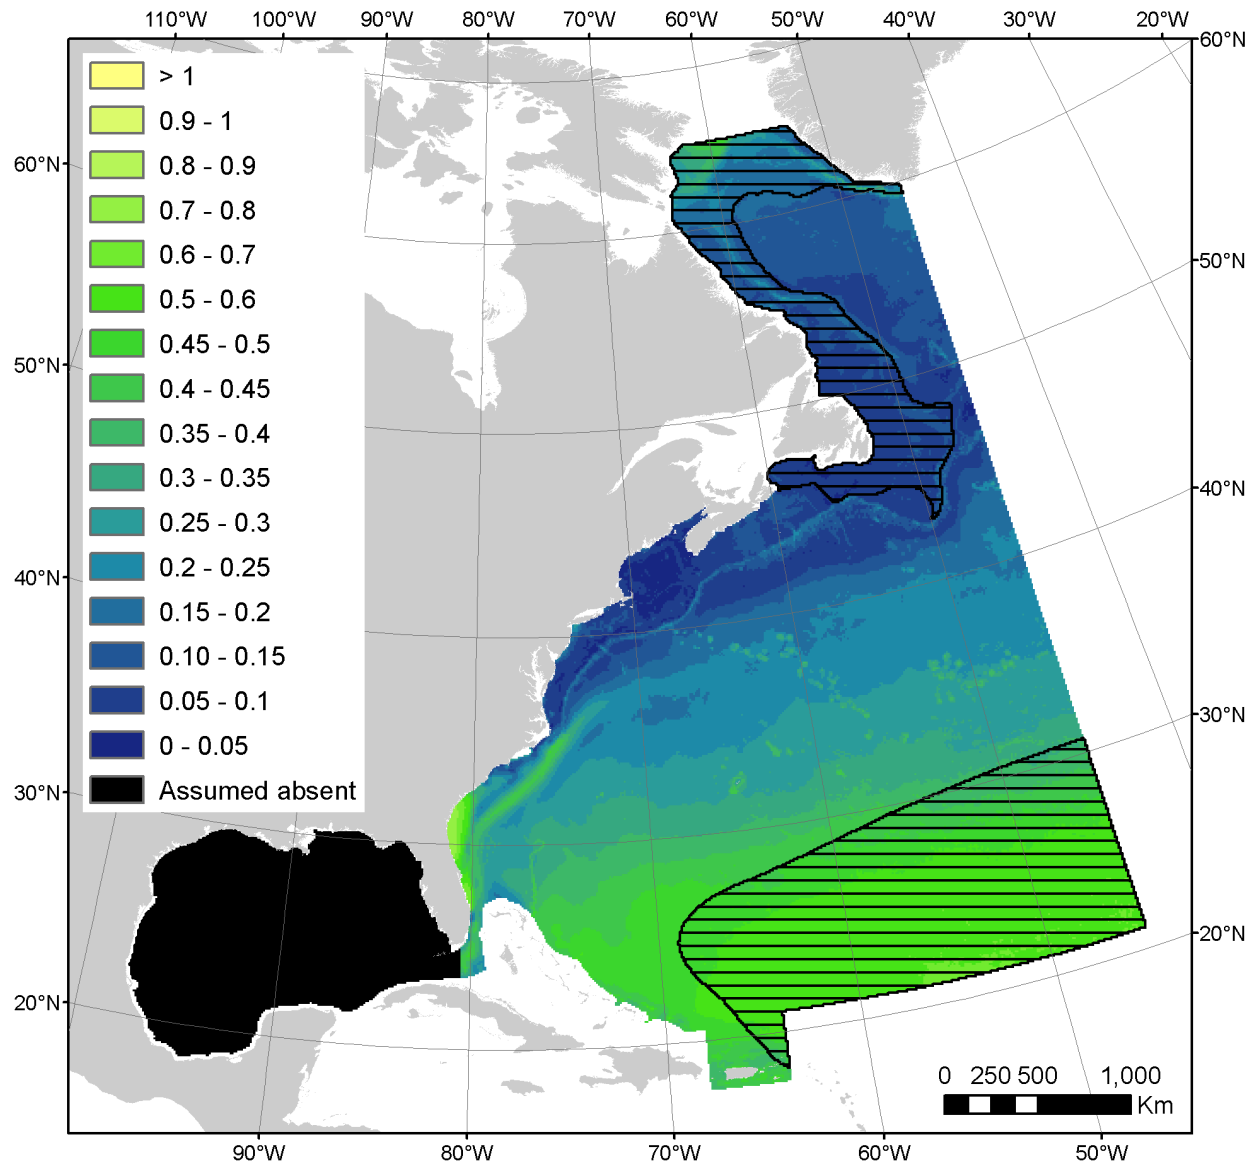 110°W 100°W 90°W 80°W 70°W 60°W 50°W 40°W 30°W 20°W
60°N
> 1
0.9 - 1
0.8 - 0.9
60°N
0.7 - 0.8
0.6 - 0.7
50°N
0.5 - 0.6
0.45 - 0.5
50°N
0.4 - 0.45
0.35 - 0.4
0.3 - 0.35
40°N
0.25 - 0.3
0.2 - 0.25
40°N
0.15 - 0.2
0.10 - 0.15
0.05 - 0.1
30°N
0 - 0.05
Assumed absent
30°N
20°N
20°N
0 250 500 1,000
Km
90°W 80°W 70°W 60°W 50°W